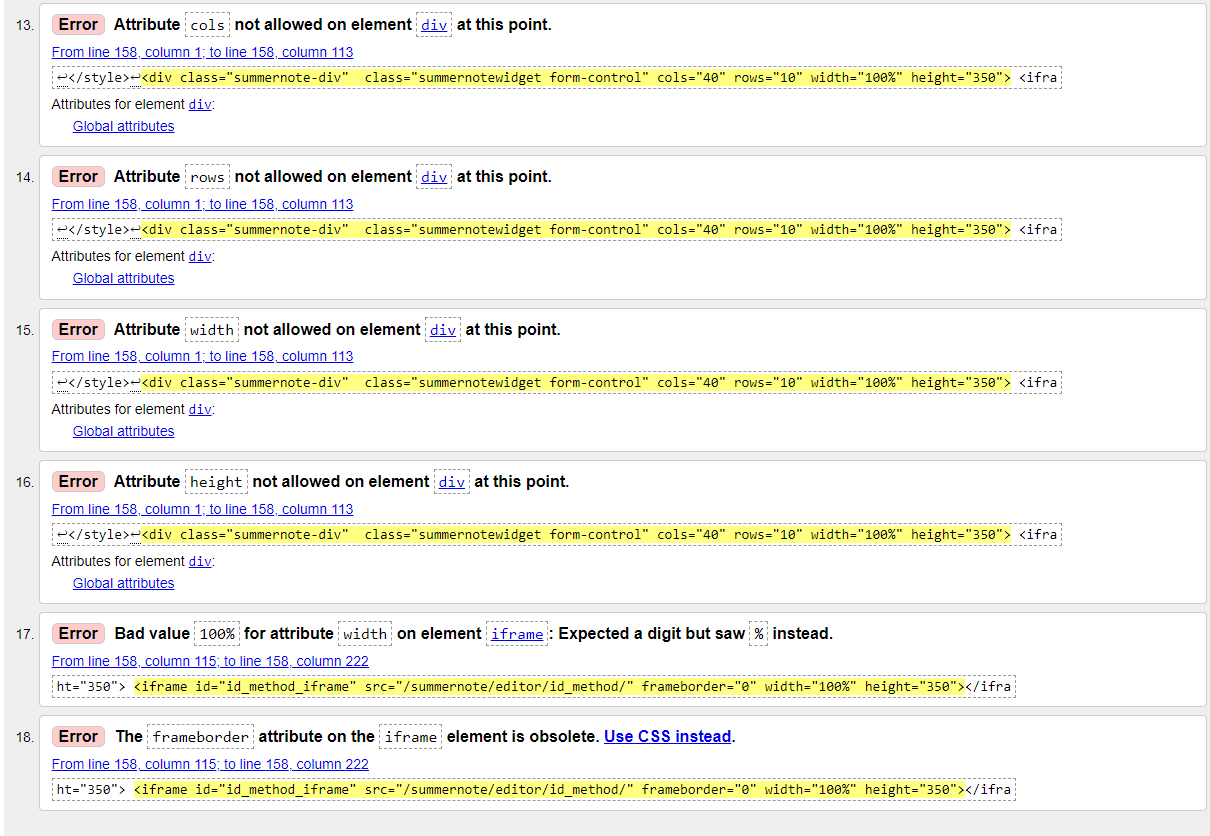 13. Error Attribute cols not allowed on element div at this point.
From line 158, column 1; to line 158, column 113
↩</style>↩<div class="summernote-div"  class="summernotewidget form-control" cols="40" rows="10" width="100%" height="350"> <ifra
Attributes for element div:
Global attributes
14. Error Attribute rows not allowed on element div at this point.
From line 158, column 1; to line 158, column 113
↩</style>↩<div class="summernote-div"  class="summernotewidget form-control" cols="40" rows="10" width="100%" height="350"> <ifra
Attributes for element div:
Global attributes
15. Error Attribute width not allowed on element div at this point.
From line 158, column 1; to line 158, column 113
↩</style>↩<div class="summernote-div"  class="summernotewidget form-control" cols="40" rows="10" width="100%" height="350"> <ifra
Attributes for element div:
Global attributes
16. Error Attribute height not allowed on element div at this point.
From line 158, column 1; to line 158, column 113
↩</style>↩<div class="summernote-div"  class="summernotewidget form-control" cols="40" rows="10" width="100%" height="350"> <ifra
Attributes for element div:
Global attributes
17. Error Bad value 100% for attribute width on element iframe: Expected a digit but saw % instead.
From line 158, column 115; to line 158, column 222
ht="350"> <iframe id="id_method_iframe" src="/summernote/editor/id_method/" frameborder="0" width="100%" height="350"></ifra
18. Error The frameborder attribute on the iframe element is obsolete. Use CSS instead.
From line 158, column 115; to line 158, column 222
ht="350"> <iframe id="id_method_iframe" src="/summernote/editor/id_method/" frameborder="0" width="100%" height="350"></ifra